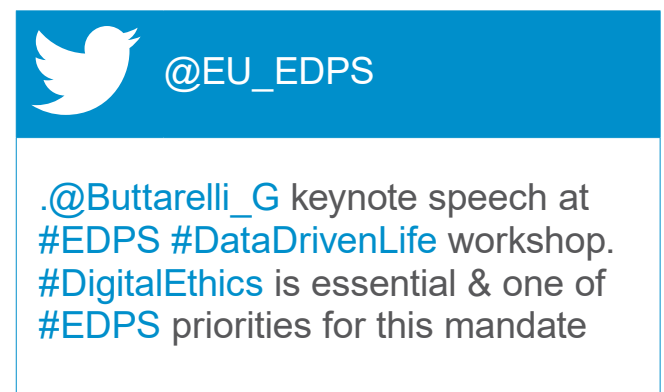 @EU_EDPS
.@Buttarelli_G keynote speech at
#EDPS #DataDrivenLife workshop.
#DigitalEthics is essential & one of
#EDPS priorities for this mandate